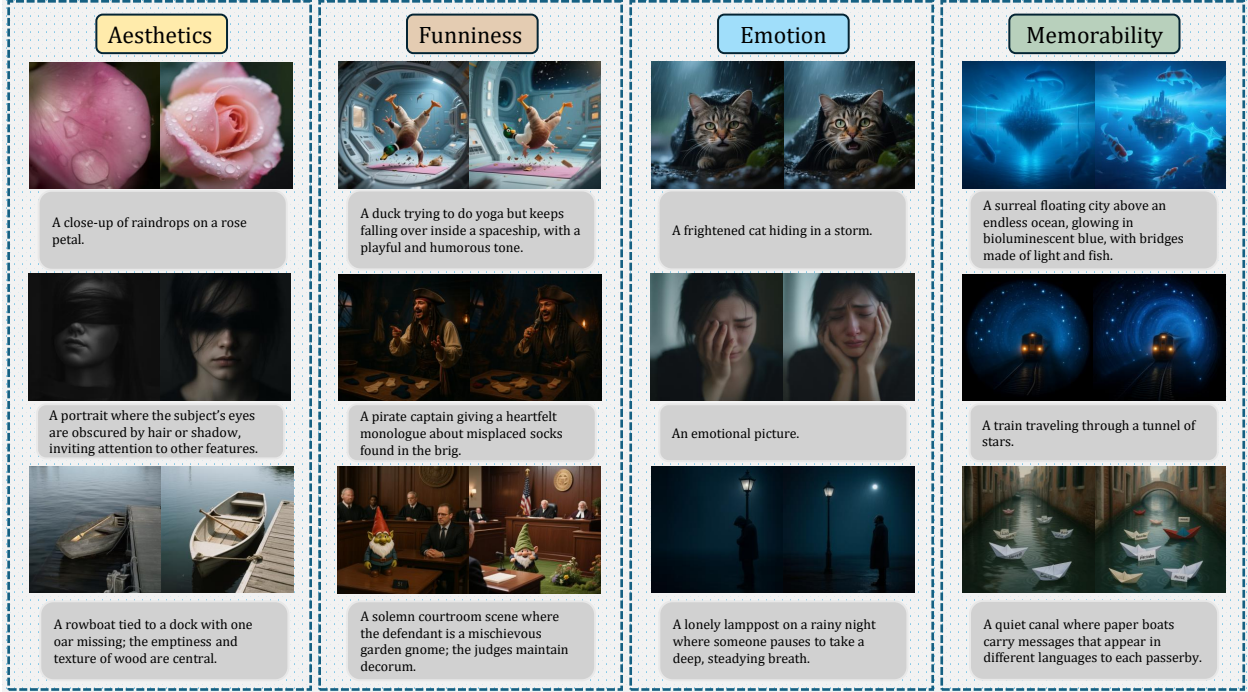 Aesthetics
A close-up of raindrops on a rose
petal.
A portrait where the subject's eyes
are obscured by hair or shadow,
inviting attention to other features.
A rowboat tied to a dock with one
oar missing; the emptiness and
texture of wood are central.
Funniness
A duck trying to do yoga but keeps
falling over inside a spaceship, with a
playful and humorous tone.
A pirate captain giving a heartfelt
monologue about misplaced socks
found in the brig.
A solemn courtroom scene where
the defendant is a mischievous
garden gnome; the judges maintain
decorum.
Emotion
A frightened cat hiding in a storm.
An emotional picture.
A lonely lamppost on a rainy night
where someone pauses to take a
deep, steadying breath.
Memorability
A surreal floating city above an
endless ocean, glowing in
bioluminescent blue, with bridges
made of light and fish.
A train traveling through a tunnel of
stars.
A quiet canal where paper boats
carry messages that appear in
different languages to each passerby.